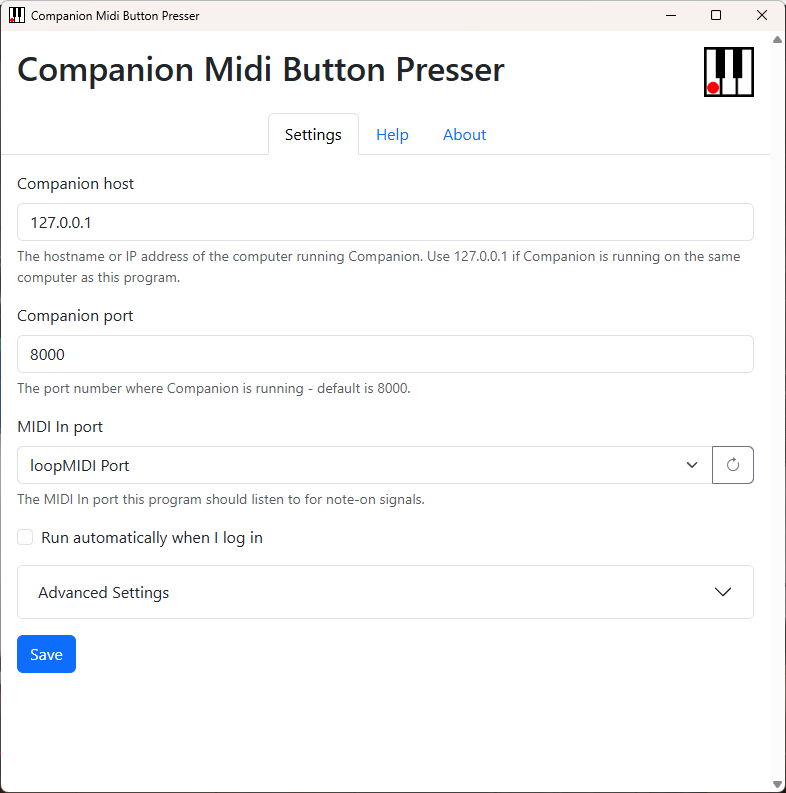 Companion Midi Button Presser
Companion Midi Button Presser
Settings
Help
About
Companion host
127.0.0.1
The hostname or IP address of the computer running Companion. Use 127.0.0.1 if Companion is running on the same
computer as this program.
Companion port
8000
The port number where Companion is running - default is 8000.
MIDI In port
loopMIDI Port
The MIDI In port this program should listen to for note-on signals.
Run automatically when I log in
Advanced Settings
Save